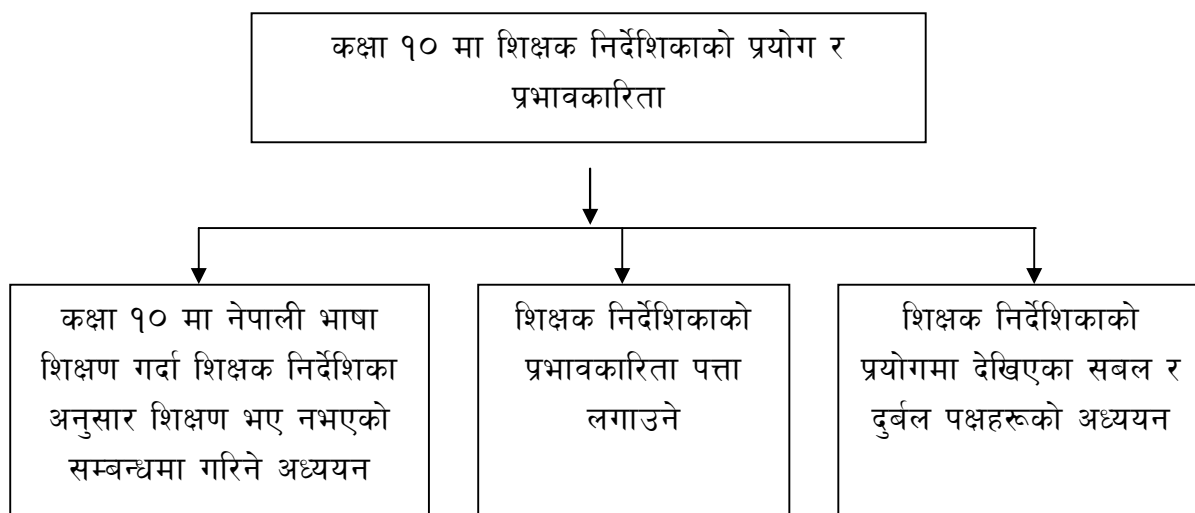 कक्षा १० मा शिक्षक निर्देशिकाको प्रयोग र
प्रभावकारिता
कक्षा १० मा नेपाली भाषा
शिक्षण गर्दा शिक्षक निर्देशिका
अनुसार शिक्षण भए नभएको
सम्बन्धमा गरिने अध्ययन
शिक्षक निर्देशिकाको
प्रभावकारिता पत्ता
लगाउने
शिक्षक निर्देशिकाको
प्रयोगमा देखिएका सबल र
दुर्बल पक्षहरूको अध्ययन